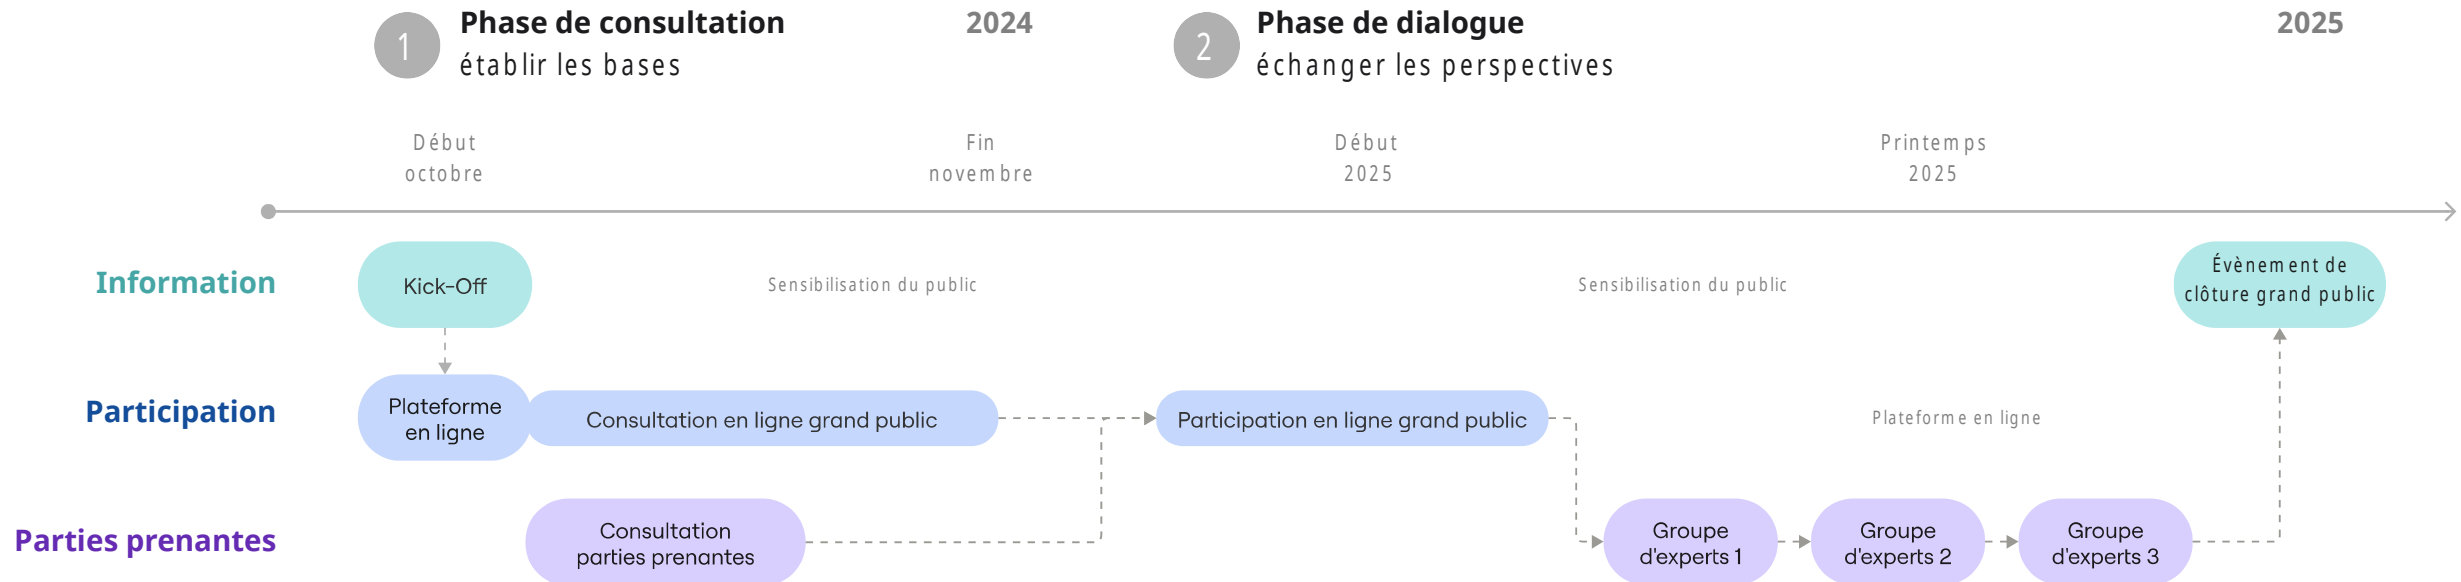 1
Phase de consultation
établir les bases
2024
2
Phase de dialogue
échanger les perspectives
2025
Début
octobre
Fin
novembre
Début
2025
Printemps
2025
Information
Kick-Off
Sensibilisation du public
Sensibilisation du public
Évènement de
clôture grand public
Participation
Plateforme
en ligne
Consultation en ligne grand public
Participation en ligne grand public
Plateforme en ligne
Parties prenantes
Consultation
parties prenantes
Groupe
d'experts 1
Groupe
d'experts 2
Groupe
d'experts 3